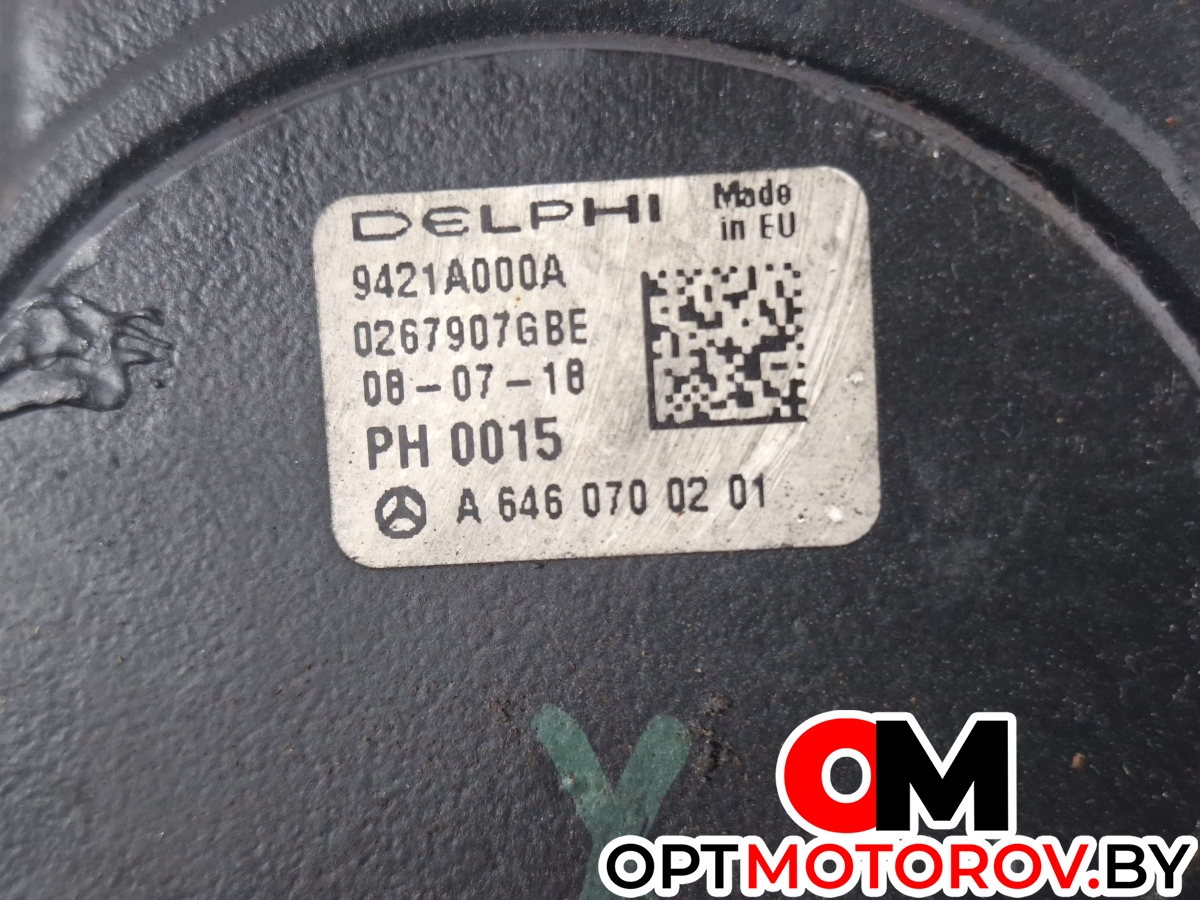 DELPHI
Made
in EU
9421A000A
0267907GBE
08-07-18
PH 0015
A 646 070 02 01
Y
OM
OPTMOTOROV.BY